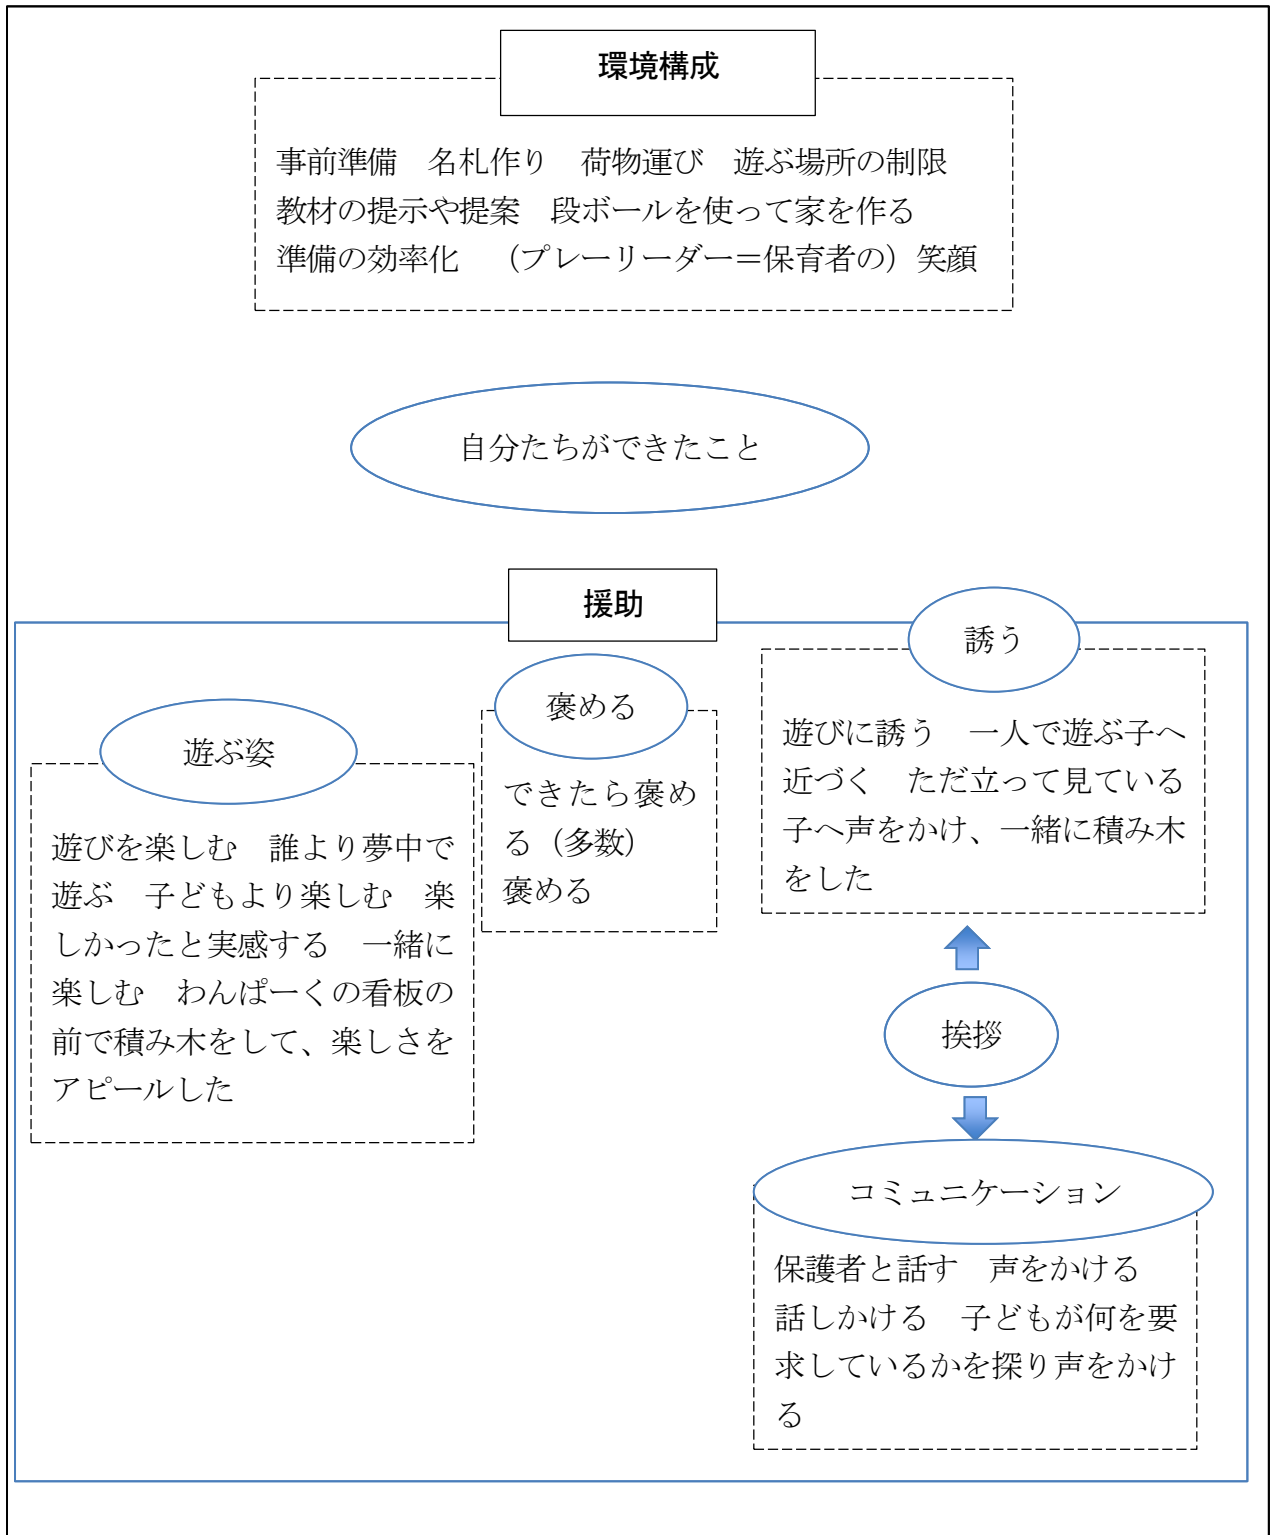 環境構成
事前準備　名札作り　荷物運び　遊ぶ場所の制限
教材の提示や提案　段ボールを使って家を作る
準備の効率化　（プレーリーダー＝保育者の）笑顔
自分たちができたこと
援助
遊ぶ姿
遊びを楽しむ　誰より夢中で
遊ぶ　子どもより楽しむ　楽
しかったと実感する　一緒に
楽しむ　わんぱーくの看板の
前で積み木をして、楽しさを
アピールした
褒める
できたら褒め
る（多数）
褒める
誘う
遊びに誘う　一人で遊ぶ子へ
近づく　ただ立って見ている
子へ声をかけ、一緒に積み木
をした
挨拶
コミュニケーション
保護者と話す　声をかける
話しかける　子どもが何を要
求しているかを探り声をかけ
る